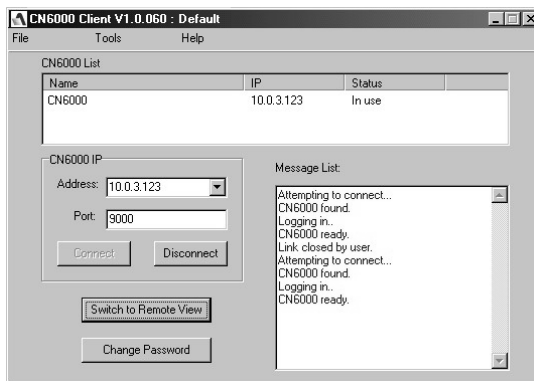 CN6000 Client V1.0.060 : Default
File Tools Help
CN6000 List
Name IP Status
CN6000 10.0.3.123 In use
CN6000 IP
Address: 10.0.3.123
Port: 9000
Connect Disconnect
Switch to Remote View
Change Password
Message List:
Attempting to connect...
CN6000 found.
Logging in..
CN6000 ready.
Link closed by user.
Attempting to connect...
CN6000 found.
Logging in..
CN6000 ready.